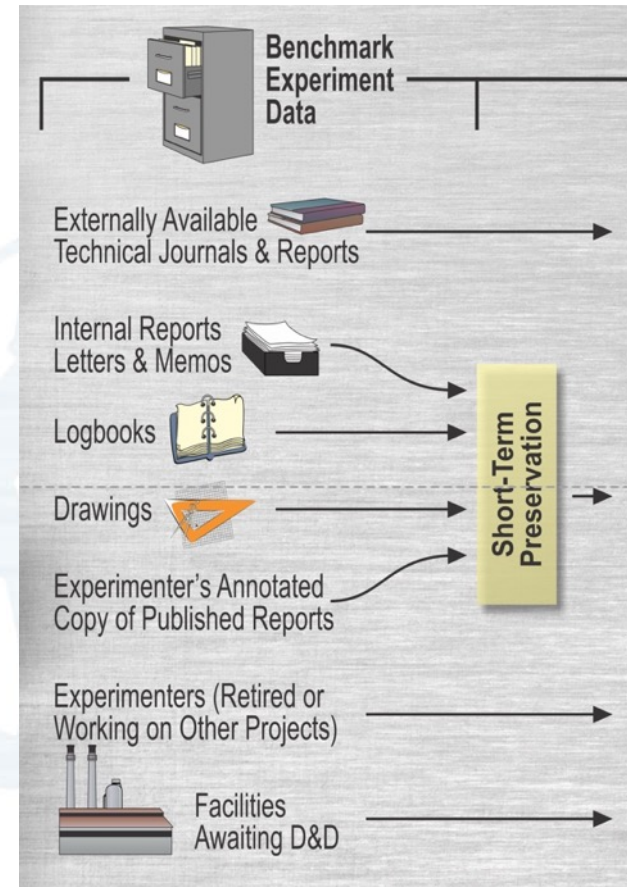 Benchmark
Experiment
Data
Externally Available
Technical Journals & Reports
Internal Reports
Letters & Memos
Logbooks
Drawings
Experimenter's Annotated
Copy of Published Reports
Short-Term
Preservation
Experimenters (Retired or
Working on Other Projects)
Facilities
Awaiting D&D